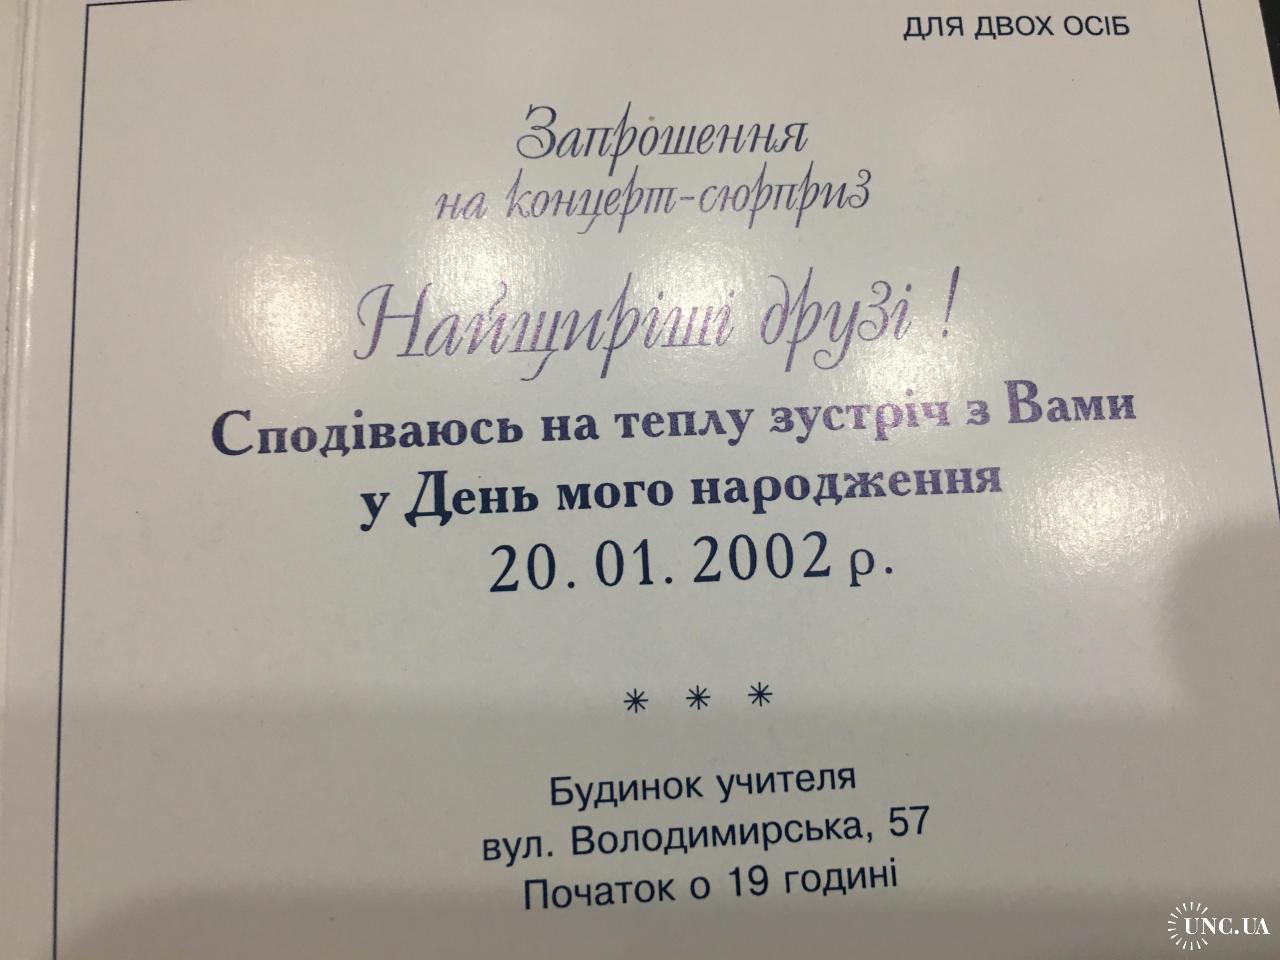 ДЛЯ ДВОХ ОСІБ
Запрошення
на концерт-сюрприз
Найщиріші друзі !
Сподіваюсь на теплу зустріч з Вами
у День мого народження
20. 01. 2002 р.
* * *
Будинок учителя
вул. Володимирська, 57
Початок о 19 годині
UNC.UA